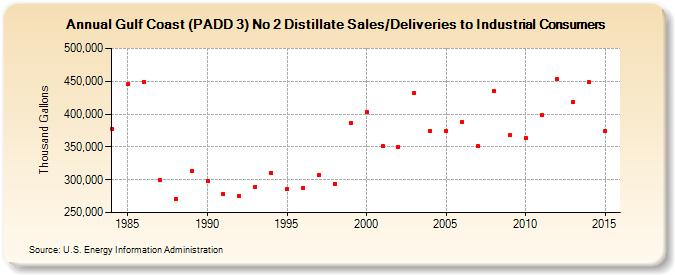 Annual Gulf Coast (PADD 3) No 2 Distillate Sales/Deliveries to Industrial Consumers
Thousand Gallons
500,000
450,000
400,000
350,000
300,000
250,000
1985 1990 1995 2000 2005 2010 2015
Source: U.S. Energy Information Administration